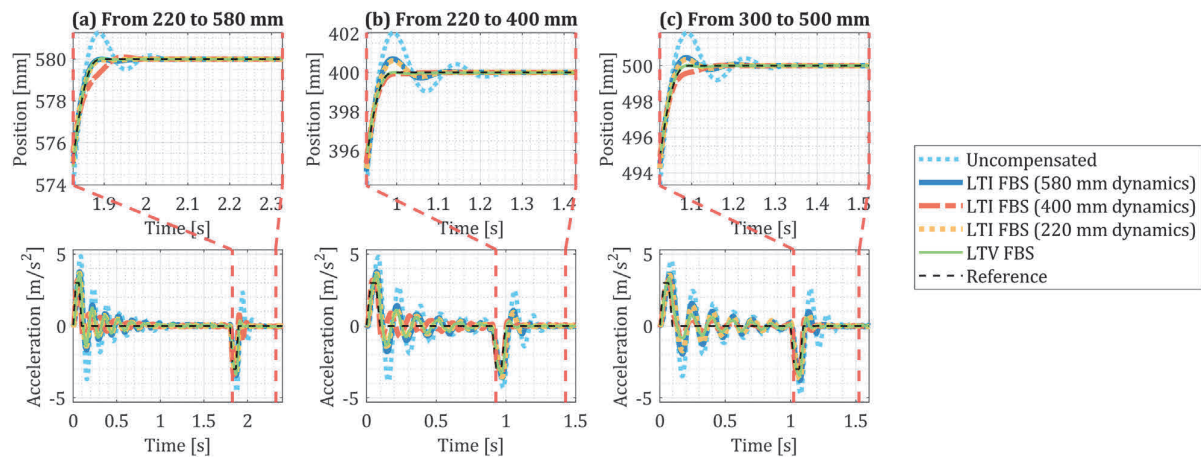 (a) From 220 to 580 mm
(b) From 220 to 400 mm
(c) From 300 to 500 mm
Position [mm]
580
578
576
574
1.9 2 2.1 2.2 2.3
Time [s]
Position [mm]
402
400
398
396
1 1.1 1.2 1.3 1.4
Time [s]
Position [mm]
500
498
496
494
1.1 1.2 1.3 1.4 1.5
Time [s]
Acceleration [m/s²]
5
0
-5
0 0.5 1 1.5 2
Time [s]
Acceleration [m/s²]
5
0
-5
0 0.5 1 1.5
Time [s]
Acceleration [m/s²]
5
0
-5
0 0.5 1 1.5
Time [s]
Uncompensated
LTI FBS (580 mm dynamics)
LTI FBS (400 mm dynamics)
LTI FBS (220 mm dynamics)
LTV FBS
Reference